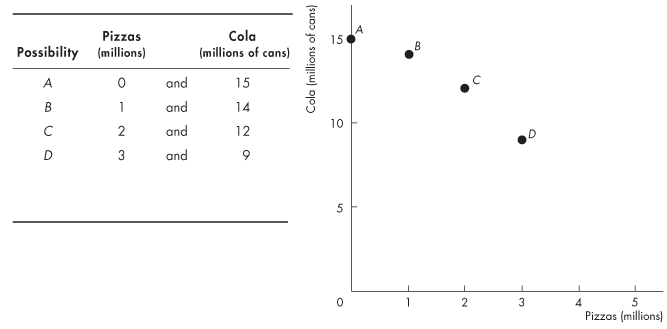 Possibility Pizzas (millions) Cola (millions of cans)
A 0 and 15
B 1 and 14
C 2 and 12
D 3 and 9
Cola (millions of cans)
15
10
5
0 1 2 3 4 5
Pizzas (millions)
A
B
C
D